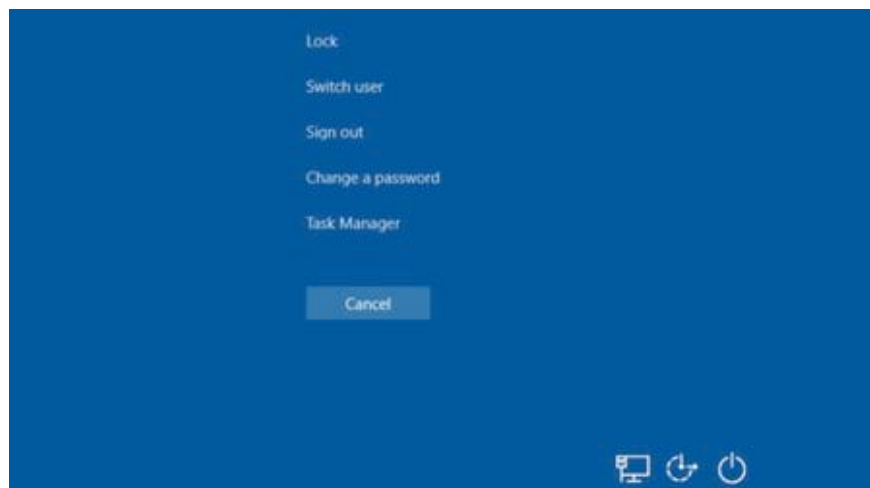 Lock
Switch user
Sign out
Change a password
Task Manager
Cancel